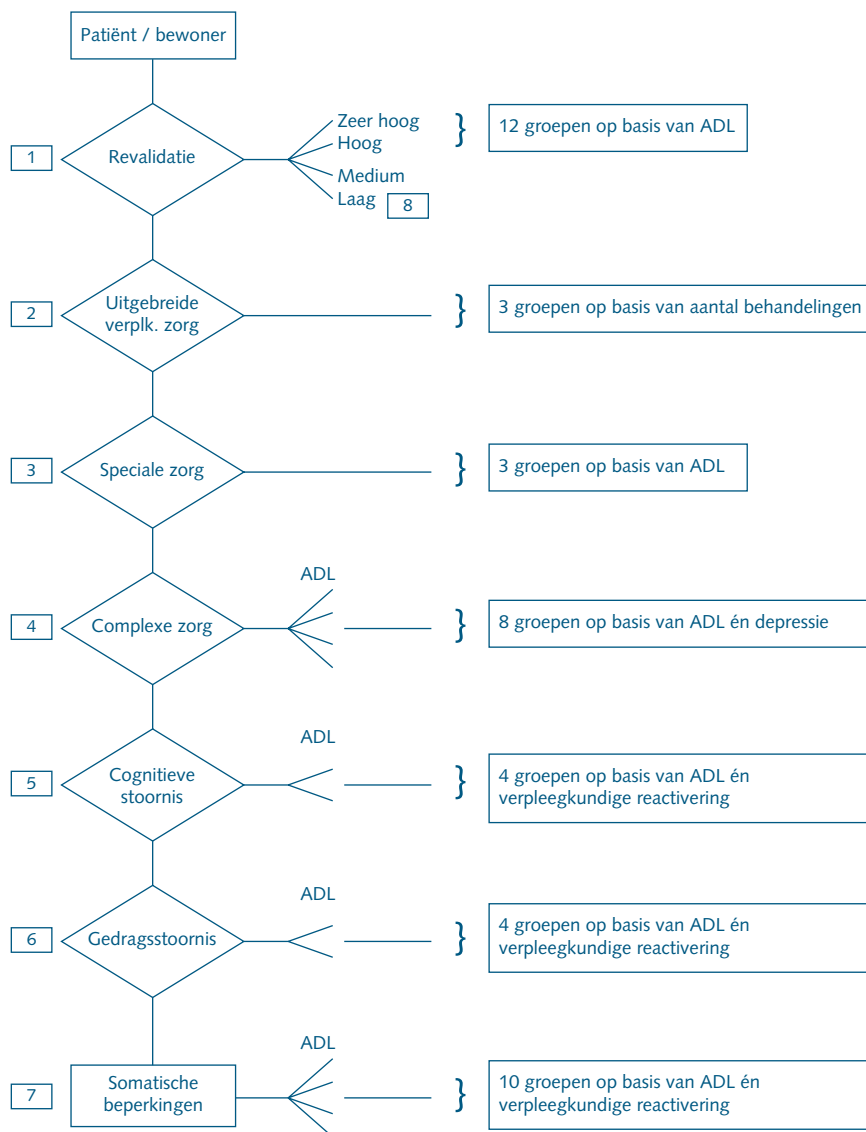 Patiënt / bewoner
1
Revalidatie
Zeer hoog
Hoog
Medium
Laag
8
}
12 groepen op basis van ADL
2
Uitgebreide
verplk. zorg
}
3 groepen op basis van aantal behandelingen
3
Speciale zorg
}
3 groepen op basis van ADL
4
Complexe zorg
ADL
}
8 groepen op basis van ADL én depressie
5
Cognitieve
stoornis
ADL
}
4 groepen op basis van ADL én
verpleegkundige reactivering
6
Gedragsstoornis
ADL
}
4 groepen op basis van ADL én
verpleegkundige reactivering
7
Somatische
beperkingen
ADL
}
10 groepen op basis van ADL én
verpleegkundige reactivering